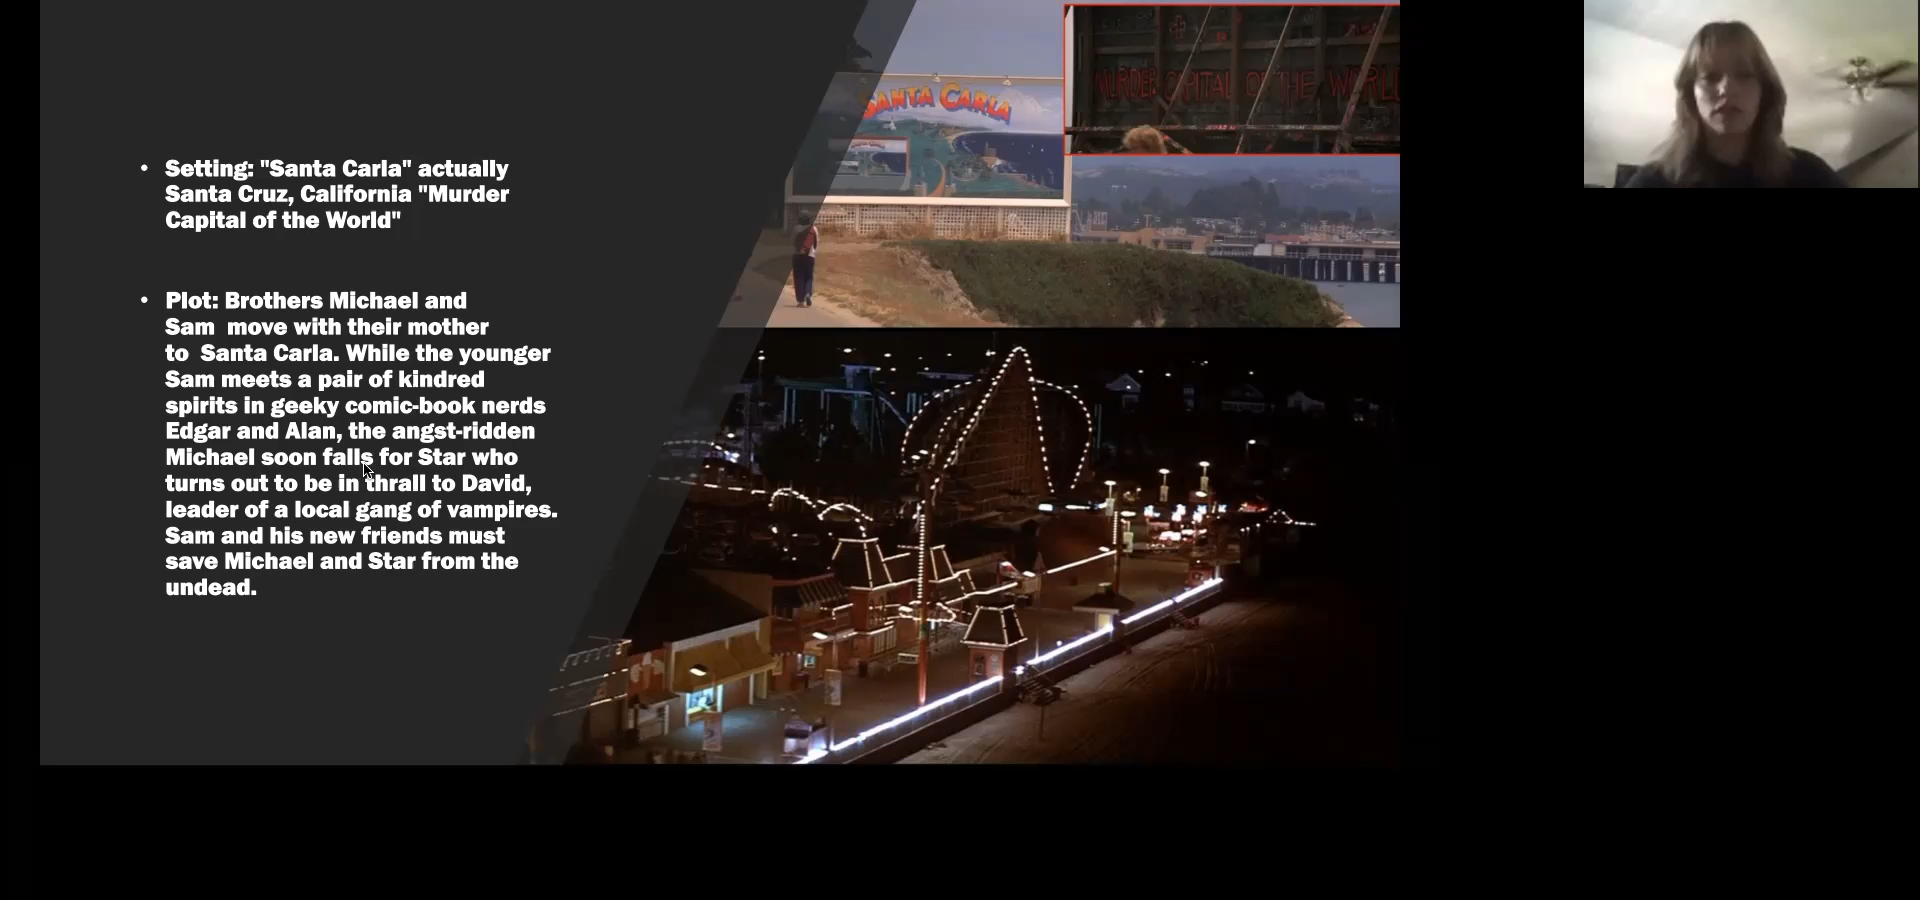 • Setting: "Santa Carla" actually
Santa Cruz, California "Murder
Capital of the World"
• Plot: Brothers Michael and
Sam  move with their mother
to  Santa Carla. While the younger
Sam meets a pair of kindred
spirits in geeky comic-book nerds
Edgar and Alan, the angst-ridden
Michael soon falls for Star who
turns out to be in thrall to David,
leader of a local gang of vampires.
Sam and his new friends must
save Michael and Star from the
undead.
SANTA CARLA
MURDER CAPITAL OF THE WORLD